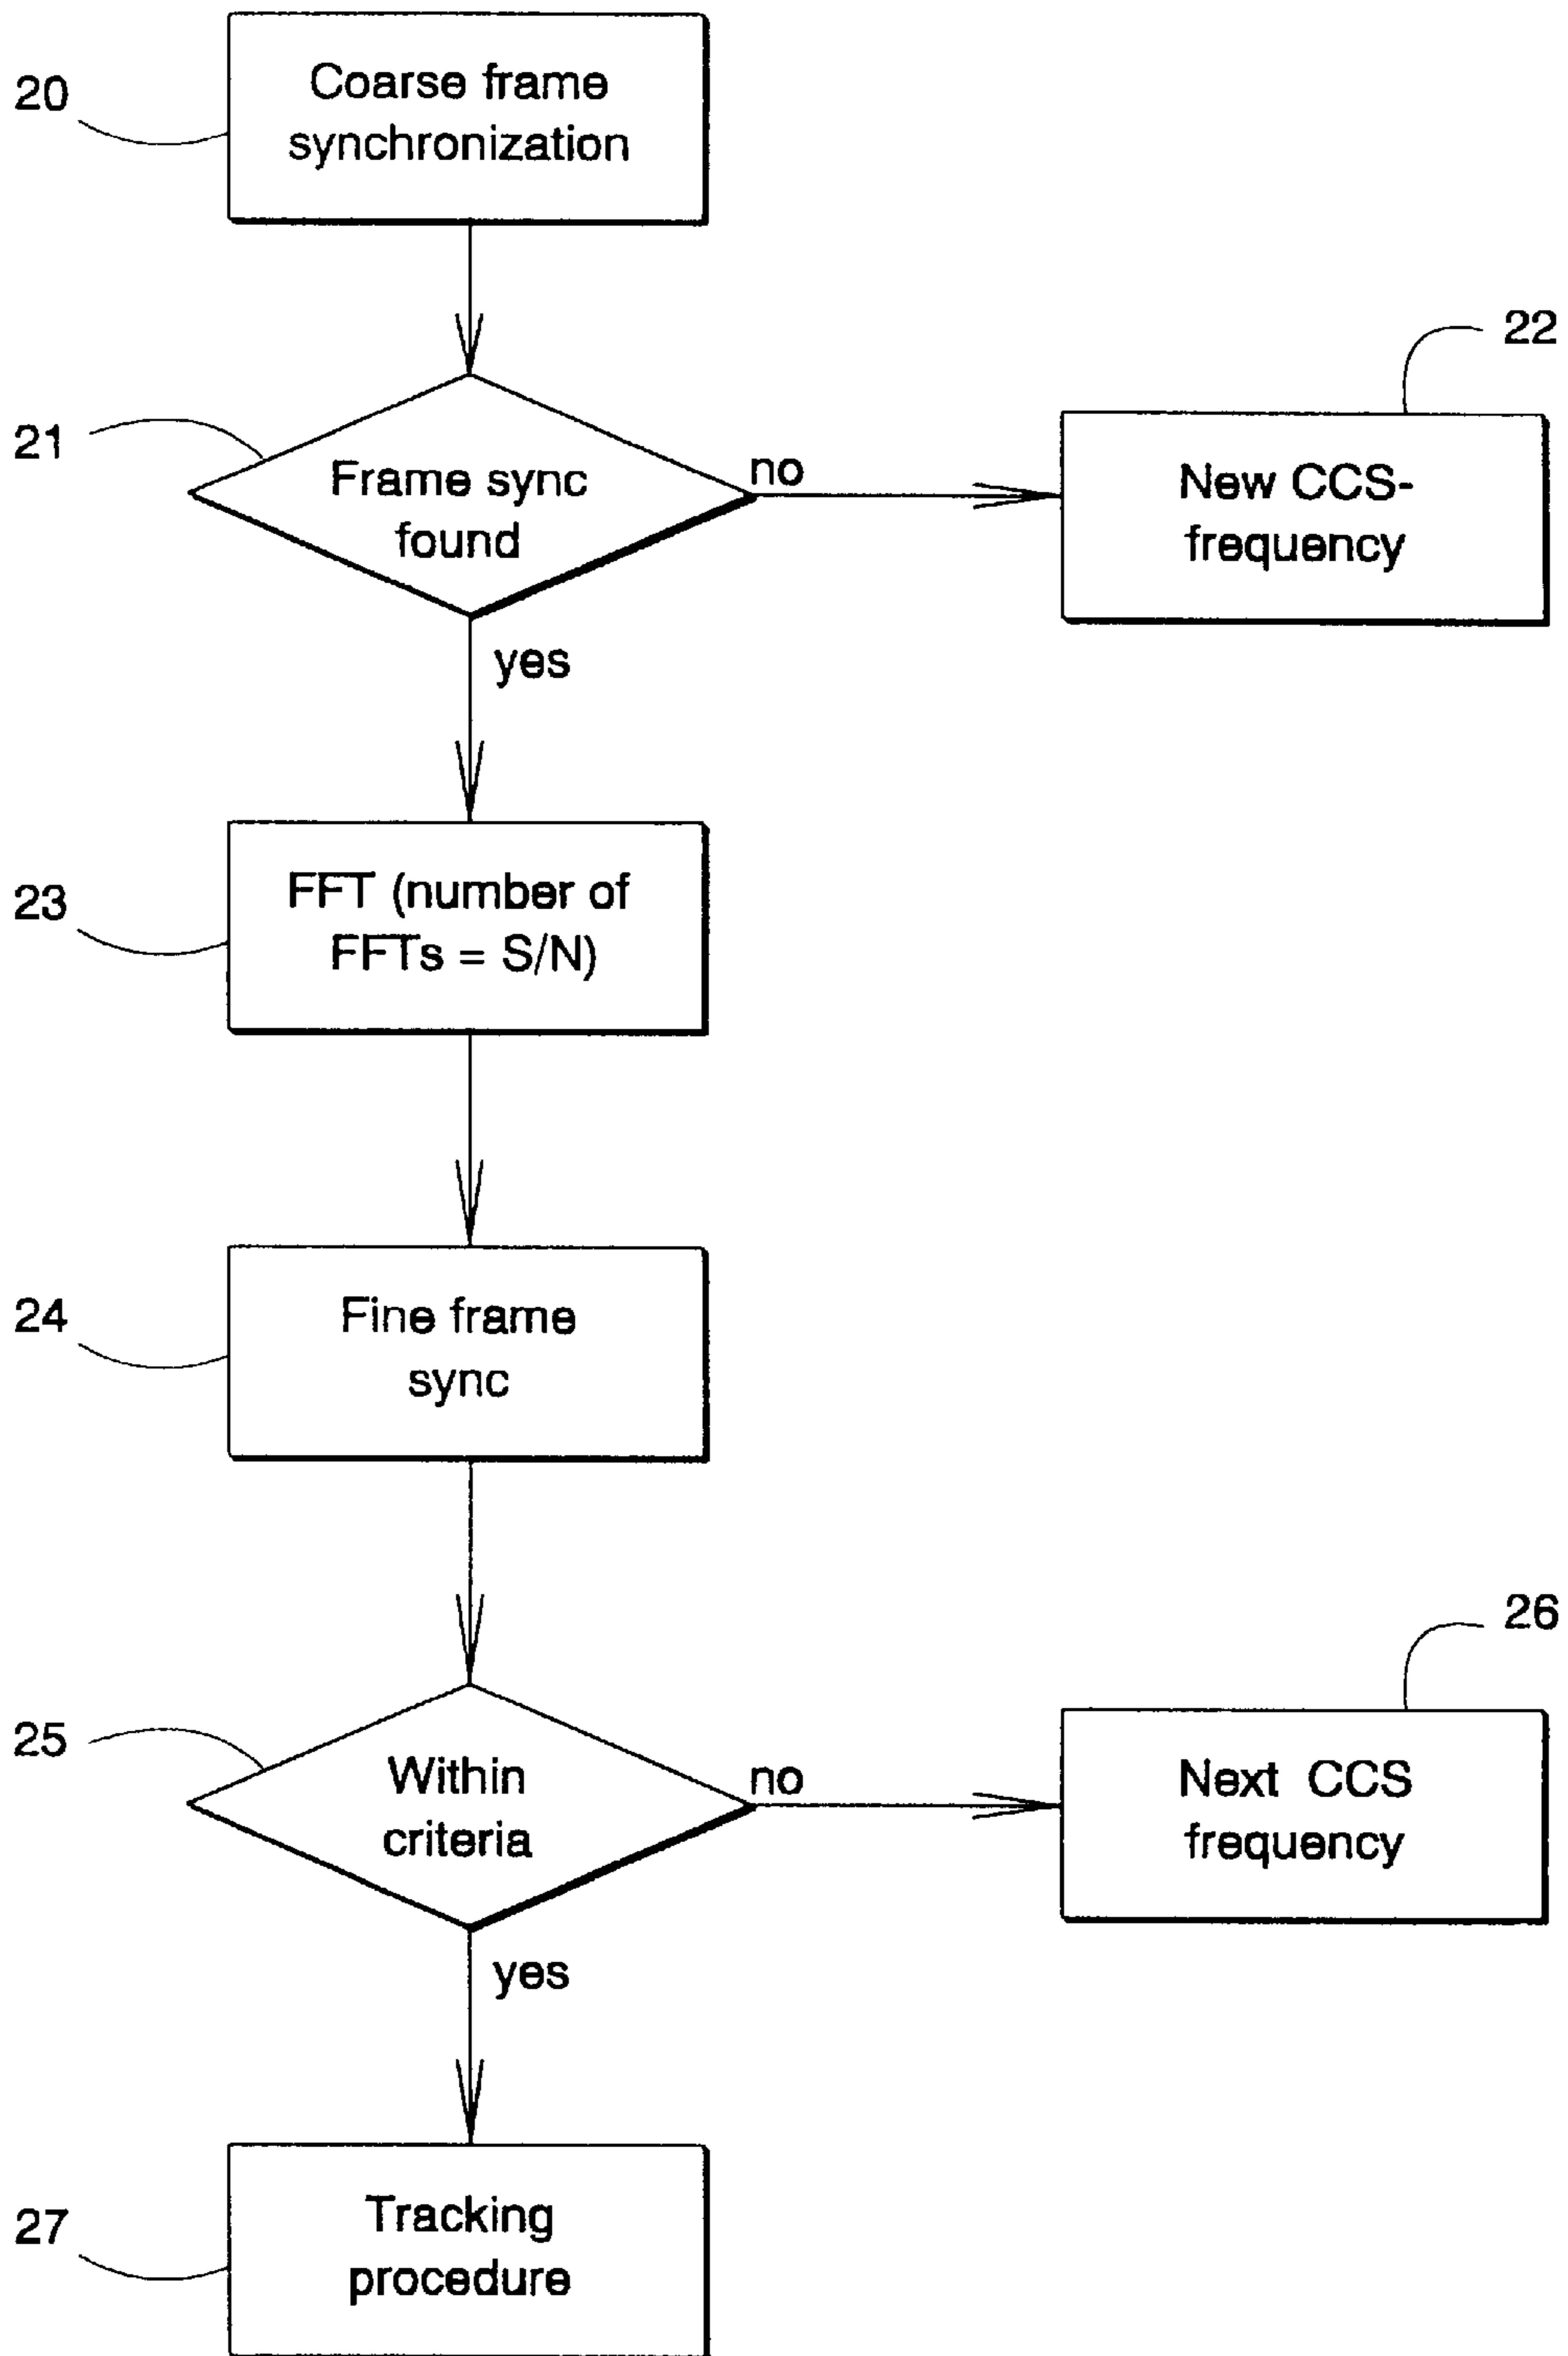 20
Coarse frame
synchronization
21
Frame sync
found
no
22
New CCS-
frequency
yes
23
FFT (number of
FFTs = S/N)
24
Fine frame
sync
25
Within
criteria
no
26
Next CCS
frequency
yes
27
Tracking
procedure